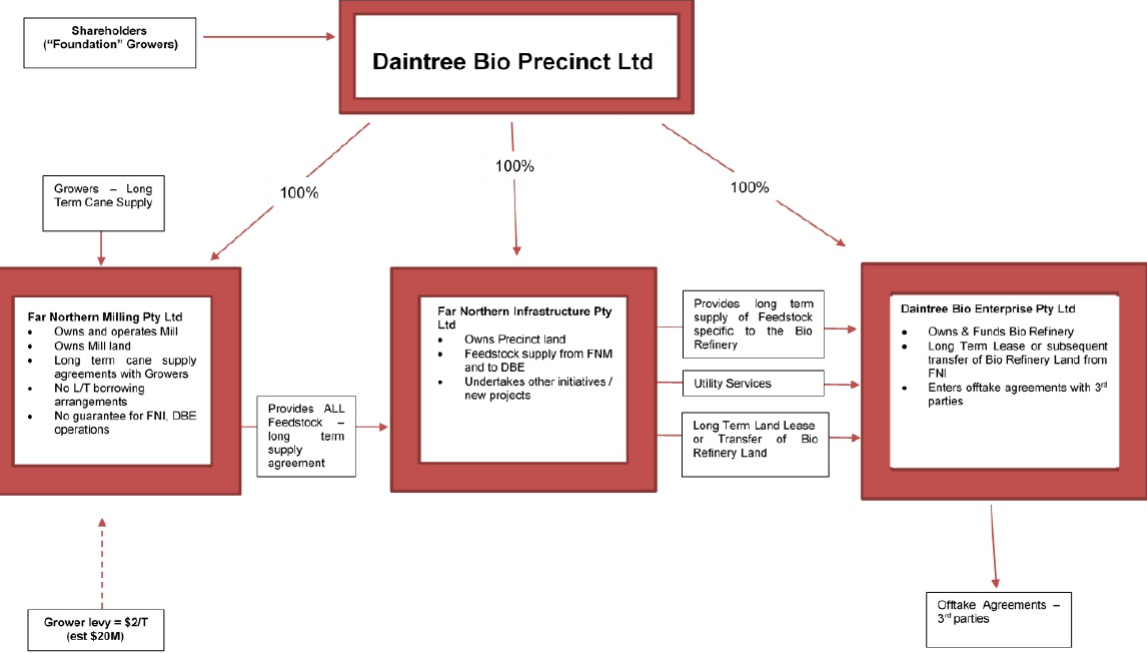 Shareholders
("Foundation" Growers)
Daintree Bio Precinct Ltd
100%
100%
100%
Growers – Long
Term Cane Supply
Far Northern Milling Pty Ltd
• Owns and operates Mill
• Owns Mill land
• Long term cane supply
agreements with Growers
• No L/T borrowing
arrangements
• No guarantee for FNI, DBE
operations
Provides ALL
Feedstock –
long term
supply
agreement
Far Northern Infrastructure Pty
Ltd
• Owns Precinct land
• Feedstock supply from FNM
and to DBE
• Undertakes other initiatives /
new projects
Provides long term
supply of Feedstock
specific to the Bio
Refinery
Utility Services
Long Term Land Lease
or Transfer of Bio
Refinery Land
Daintree Bio Enterprise Pty Ltd
• Owns & Funds Bio Refinery
• Long Term Lease or subsequent
transfer of Bio Refinery Land from
FNI
• Enters offtake agreements with 3rd
parties
Grower levy = $2/T
(est $20M)
Offtake Agreements –
3rd parties